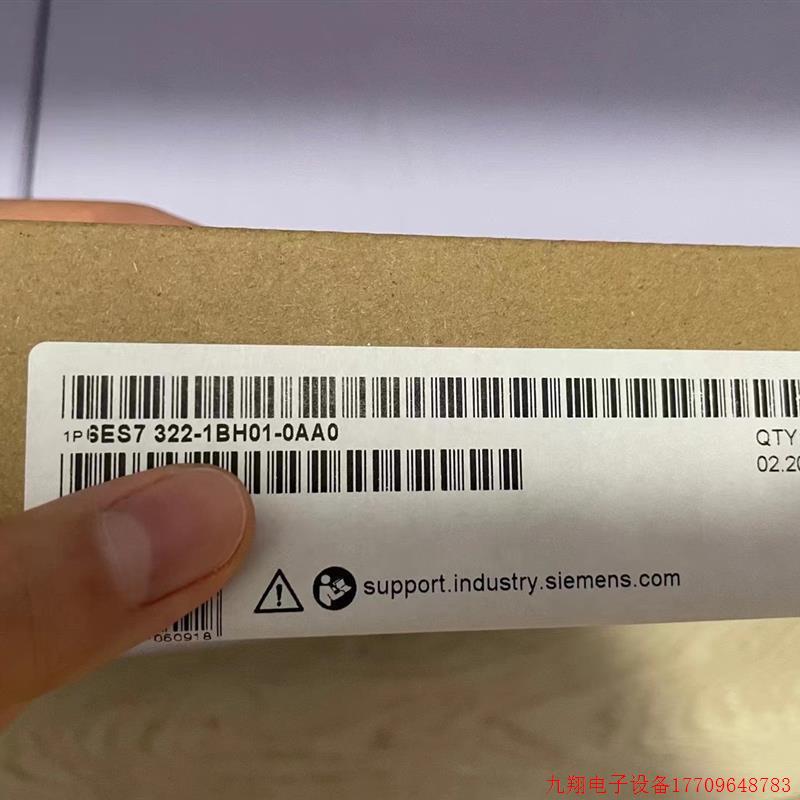 1P 6ES7 322-1BH01-0AA0
QTY
02.20
support.industry.siemens.com
060918
九翔电子设备17709648783